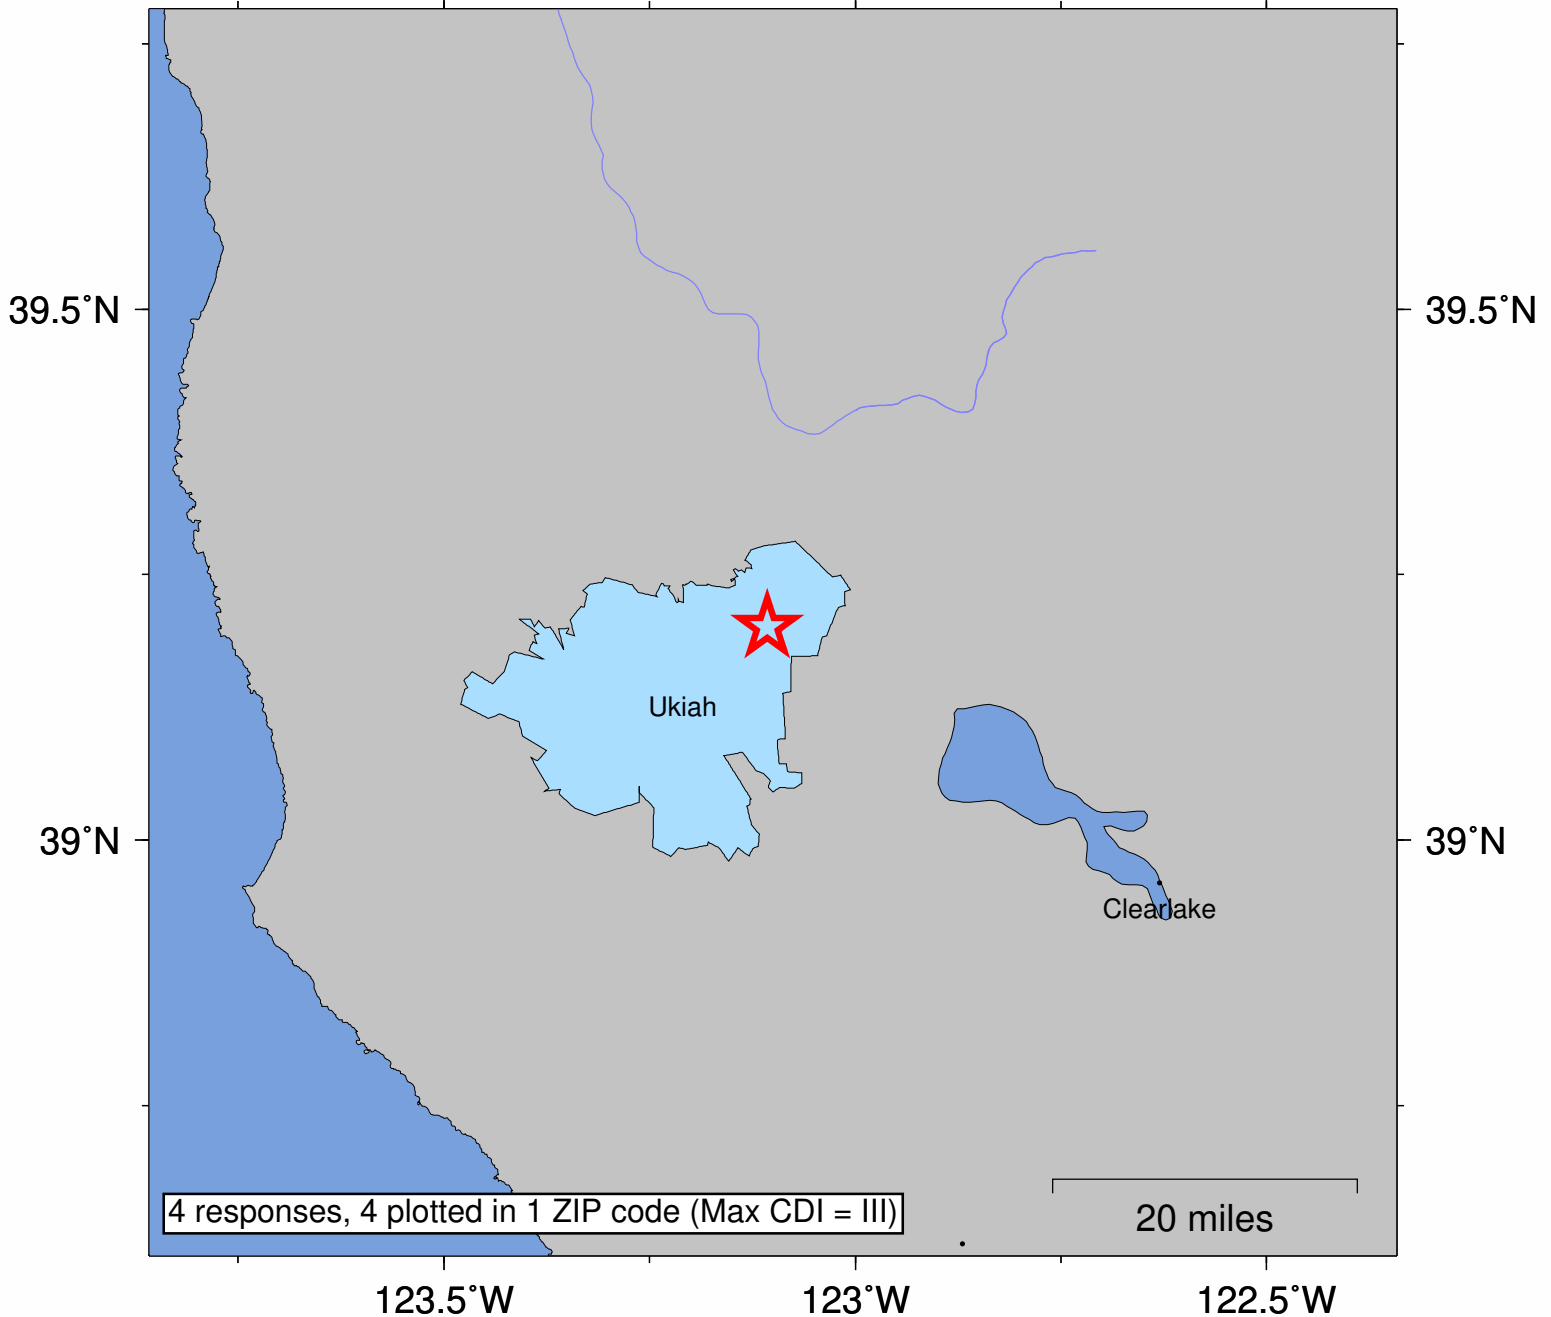 39.5˚N
39.5˚N
Ukiah
39˚N
39˚N
Clearlake
4 responses, 4 plotted in 1 ZIP code (Max CDI = III)
20 miles
123.5˚W
123˚W
122.5˚W